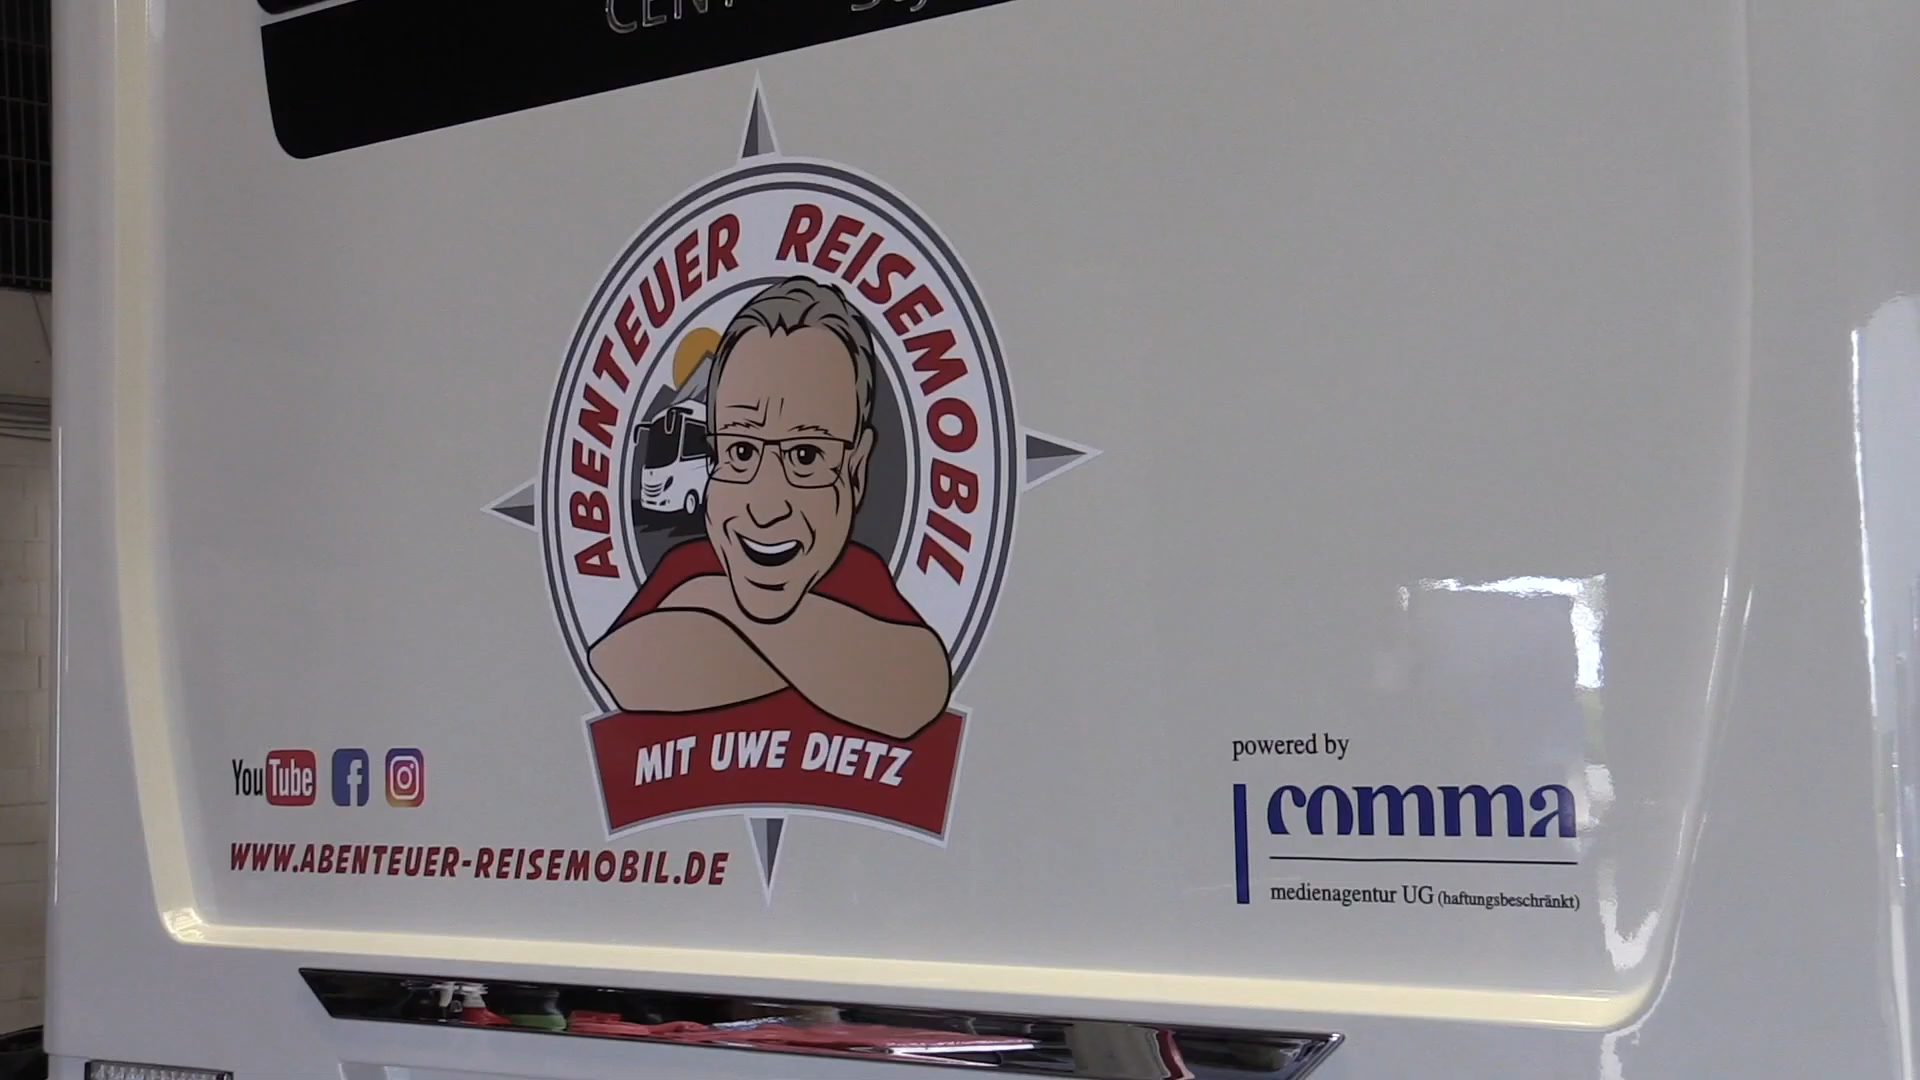 ABENTEUER REISEMOBIL
MIT UWE DIETZ
YouTube
WWW.ABENTEUER-REISEMOBIL.DE
powered by
comma
medienagentur UG (haftungsbeschränkt)